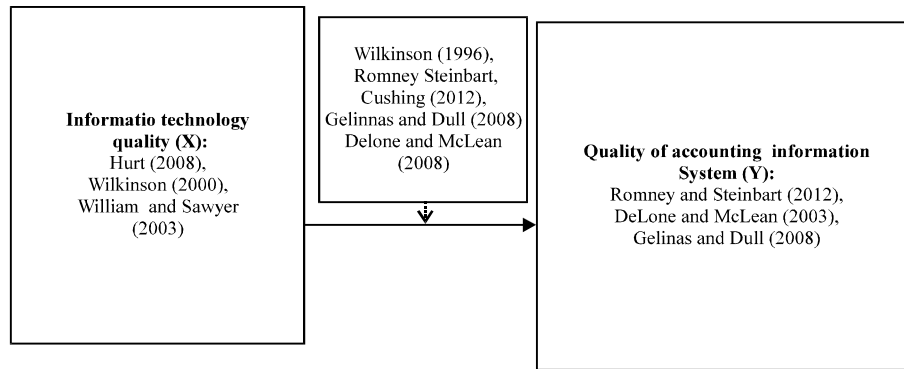 Informatio technology
quality (X):
Hurt (2008),
Wilkinson (2000),
William and Sawyer
(2003)
Wilkinson (1996),
Romney Steinbart,
Cushing (2012),
Gelinnas and Dull (2008)
Delone and McLean
(2008)
Quality of accounting information
System (Y):
Romney and Steinbart (2012),
DeLone and McLean (2003),
Gelinas and Dull (2008)